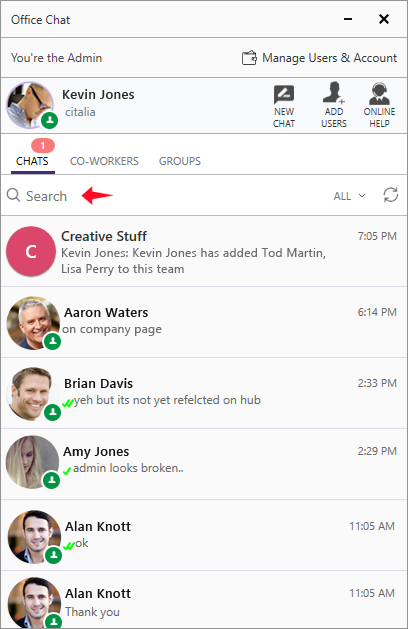 Office Chat
You're the Admin
Manage Users & Account
Kevin Jones
citalia
NEW
CHAT
ADD
USERS
ONLINE
HELP
1
CHATS
CO-WORKERS
GROUPS
Search
ALL
C
Creative Stuff
7:05 PM
Kevin Jones: Kevin Jones has added Tod Martin,
Lisa Perry to this team
Aaron Waters
6:14 PM
on company page
Brian Davis
2:33 PM
yeh but its not yet refelcted on hub
Amy Jones
2:29 PM
admin looks broken..
Alan Knott
11:05 AM
ok
Alan Knott
11:05 AM
Thank you